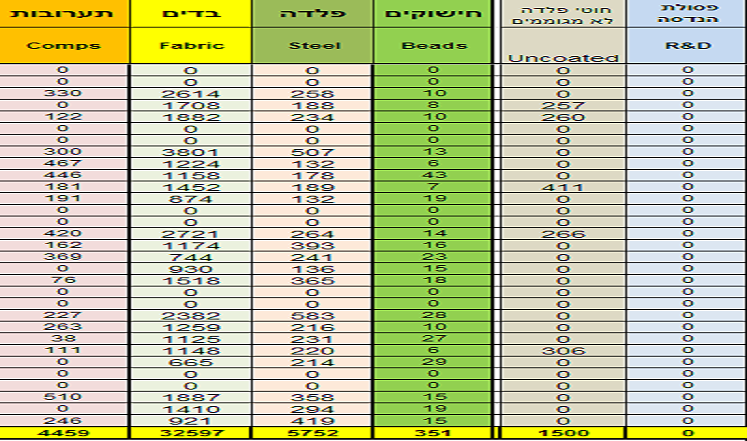 תערובות בדים פלדה חישוקים חוטי פלדה לא מגוממים פסולת הנדסה
Comps Fabric Steel Beads Uncoated R&D
0 0 0 0 0 0
0 0 0 0 0 0
330 2614 258 10 0 0
0 1708 188 8 257 0
122 1882 234 10 260 0
0 0 0 0 0 0
0 0 0 0 0 0
300 3801 507 13 0 0
467 1224 132 6 0 0
446 1158 178 43 0 0
181 1452 189 7 411 0
191 874 132 19 0 0
0 0 0 0 0 0
0 0 0 0 0 0
420 2721 264 14 266 0
162 1174 393 16 0 0
369 744 241 23 0 0
0 930 136 15 0 0
76 1518 365 18 0 0
0 0 0 0 0 0
0 0 0 0 0 0
227 2382 583 28 0 0
263 1259 216 10 0 0
38 1125 231 27 0 0
111 1148 220 6 306 0
0 665 214 29 0 0
0 0 0 0 0 0
0 0 0 0 0 0
510 1887 358 15 0 0
0 1410 294 19 0 0
246 921 419 15 0 0
4459 32597 5752 351 1500 0